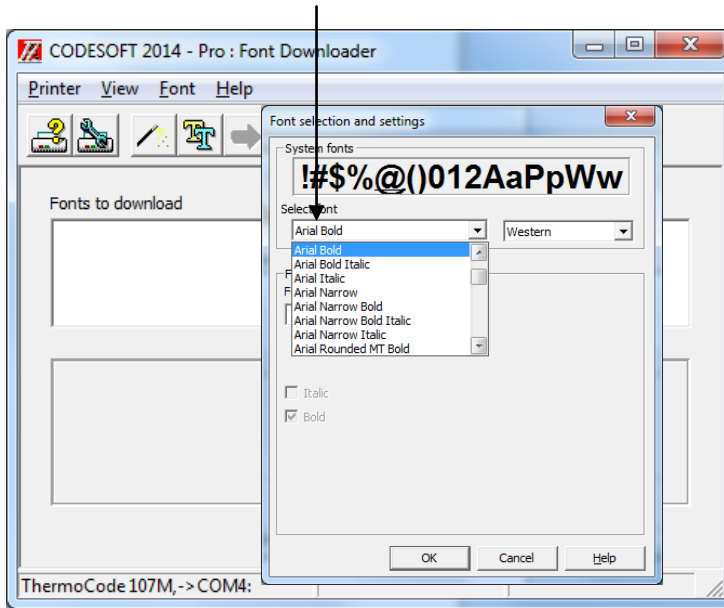 CODESOFT 2014 - Pro : Font Downloader
Printer View Font Help
Fonts to download
Font selection and settings
System fonts
!#$%@()012AaPpWw
Select font
Arial Bold
Western
Arial Bold
Arial Bold Italic
Arial Italic
Arial Narrow
Arial Narrow Bold
Arial Narrow Bold Italic
Arial Narrow Italic
Arial Rounded MT Bold
Italic
Bold
OK Cancel Help
ThermoCode 107M,-> COM4: